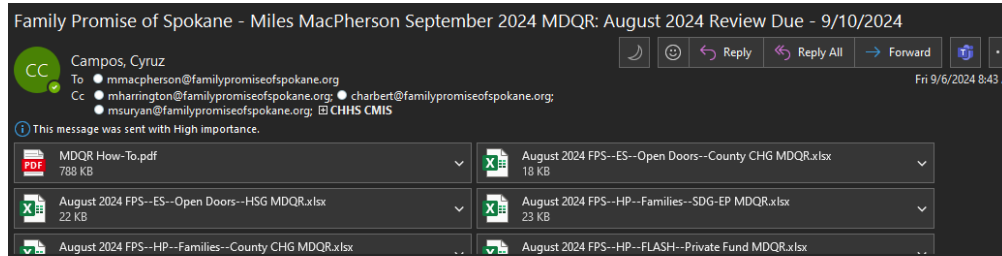 Family Promise of Spokane - Miles MacPherson September 2024 MDQR: August 2024 Review Due - 9/10/2024
CC
Campos, Cyruz
Reply
Reply All
Forward
To mmacpherson@familypromiseofspokane.org
Fri 9/6/2024 8:43
Cc mharrington@familypromiseofspokane.org; charbert@familypromiseofspokane.org;
msuryan@familypromiseofspokane.org; CHHS CMIS
This message was sent with High importance.
PDF
MDQR How-To.pdf
788 KB
August 2024 FPS--ES--Open Doors--County CHG MDQR.xlsx
18 KB
August 2024 FPS--ES--Open Doors--HSG MDQR.xlsx
22 KB
August 2024 FPS--HP--Families--SDG-EP MDQR.xlsx
23 KB
August 2024 FPS--HP--Families--County CHG MDQR.xlsx
August 2024 FPS--HP--FLASH--Private Fund MDQR.xlsx